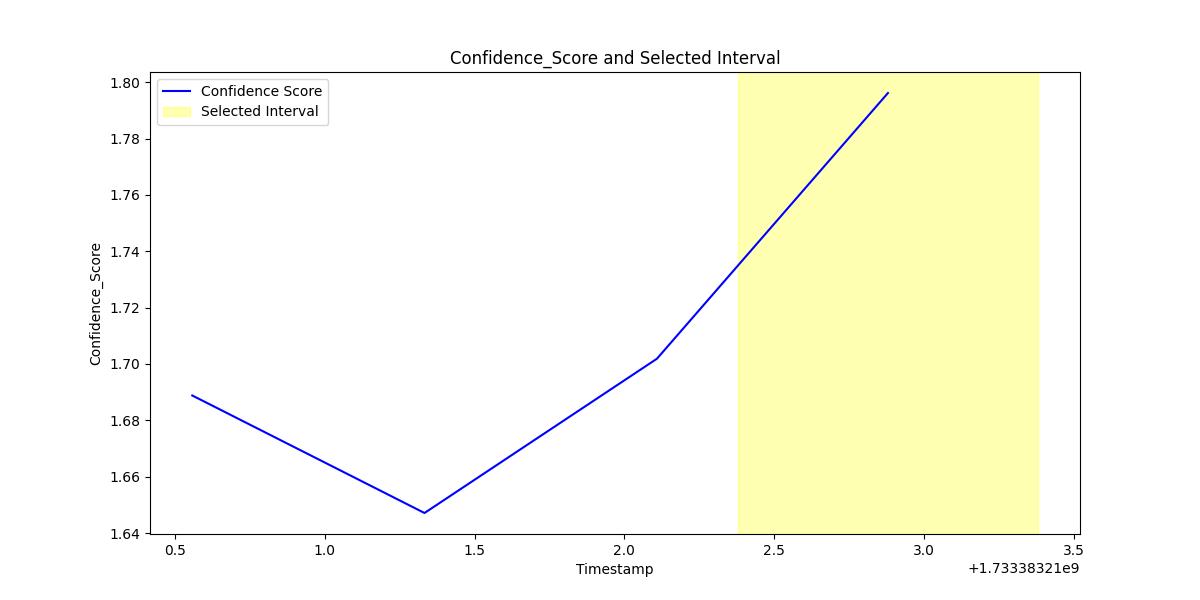 Confidence_Score and Selected Interval
Confidence Score
Selected Interval
Confidence_Score
1.80
1.78
1.76
1.74
1.72
1.70
1.68
1.66
1.64
0.5 1.0 1.5 2.0 2.5 3.0 3.5
Timestamp
+1.73338321e9